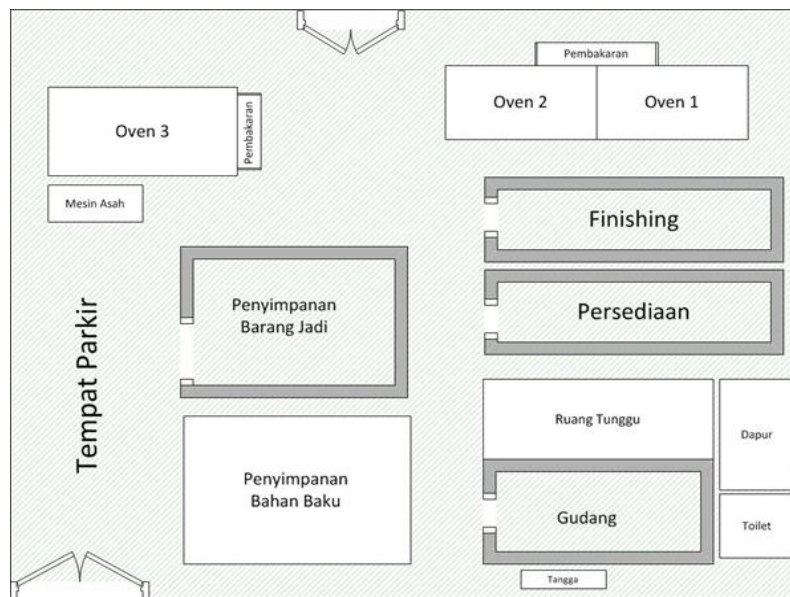 Pembakaran
Oven 2
Oven 1
Oven 3
Pembakaran
Mesin Asah
Finishing
Penyimpanan
Barang Jadi
Persediaan
Tempat Parkir
Ruang Tunggu
Dapur
Penyimpanan
Bahan Baku
Gudang
Toilet
Tangga